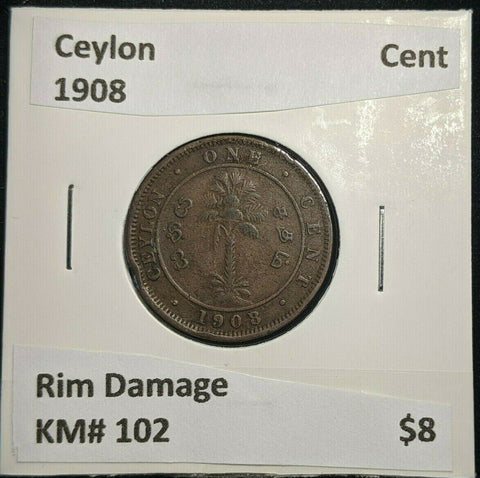 Ceylon Cent
1908
CEYLON · ONE · CENT
· 1908 ·
Rim Damage
KM# 102 $8